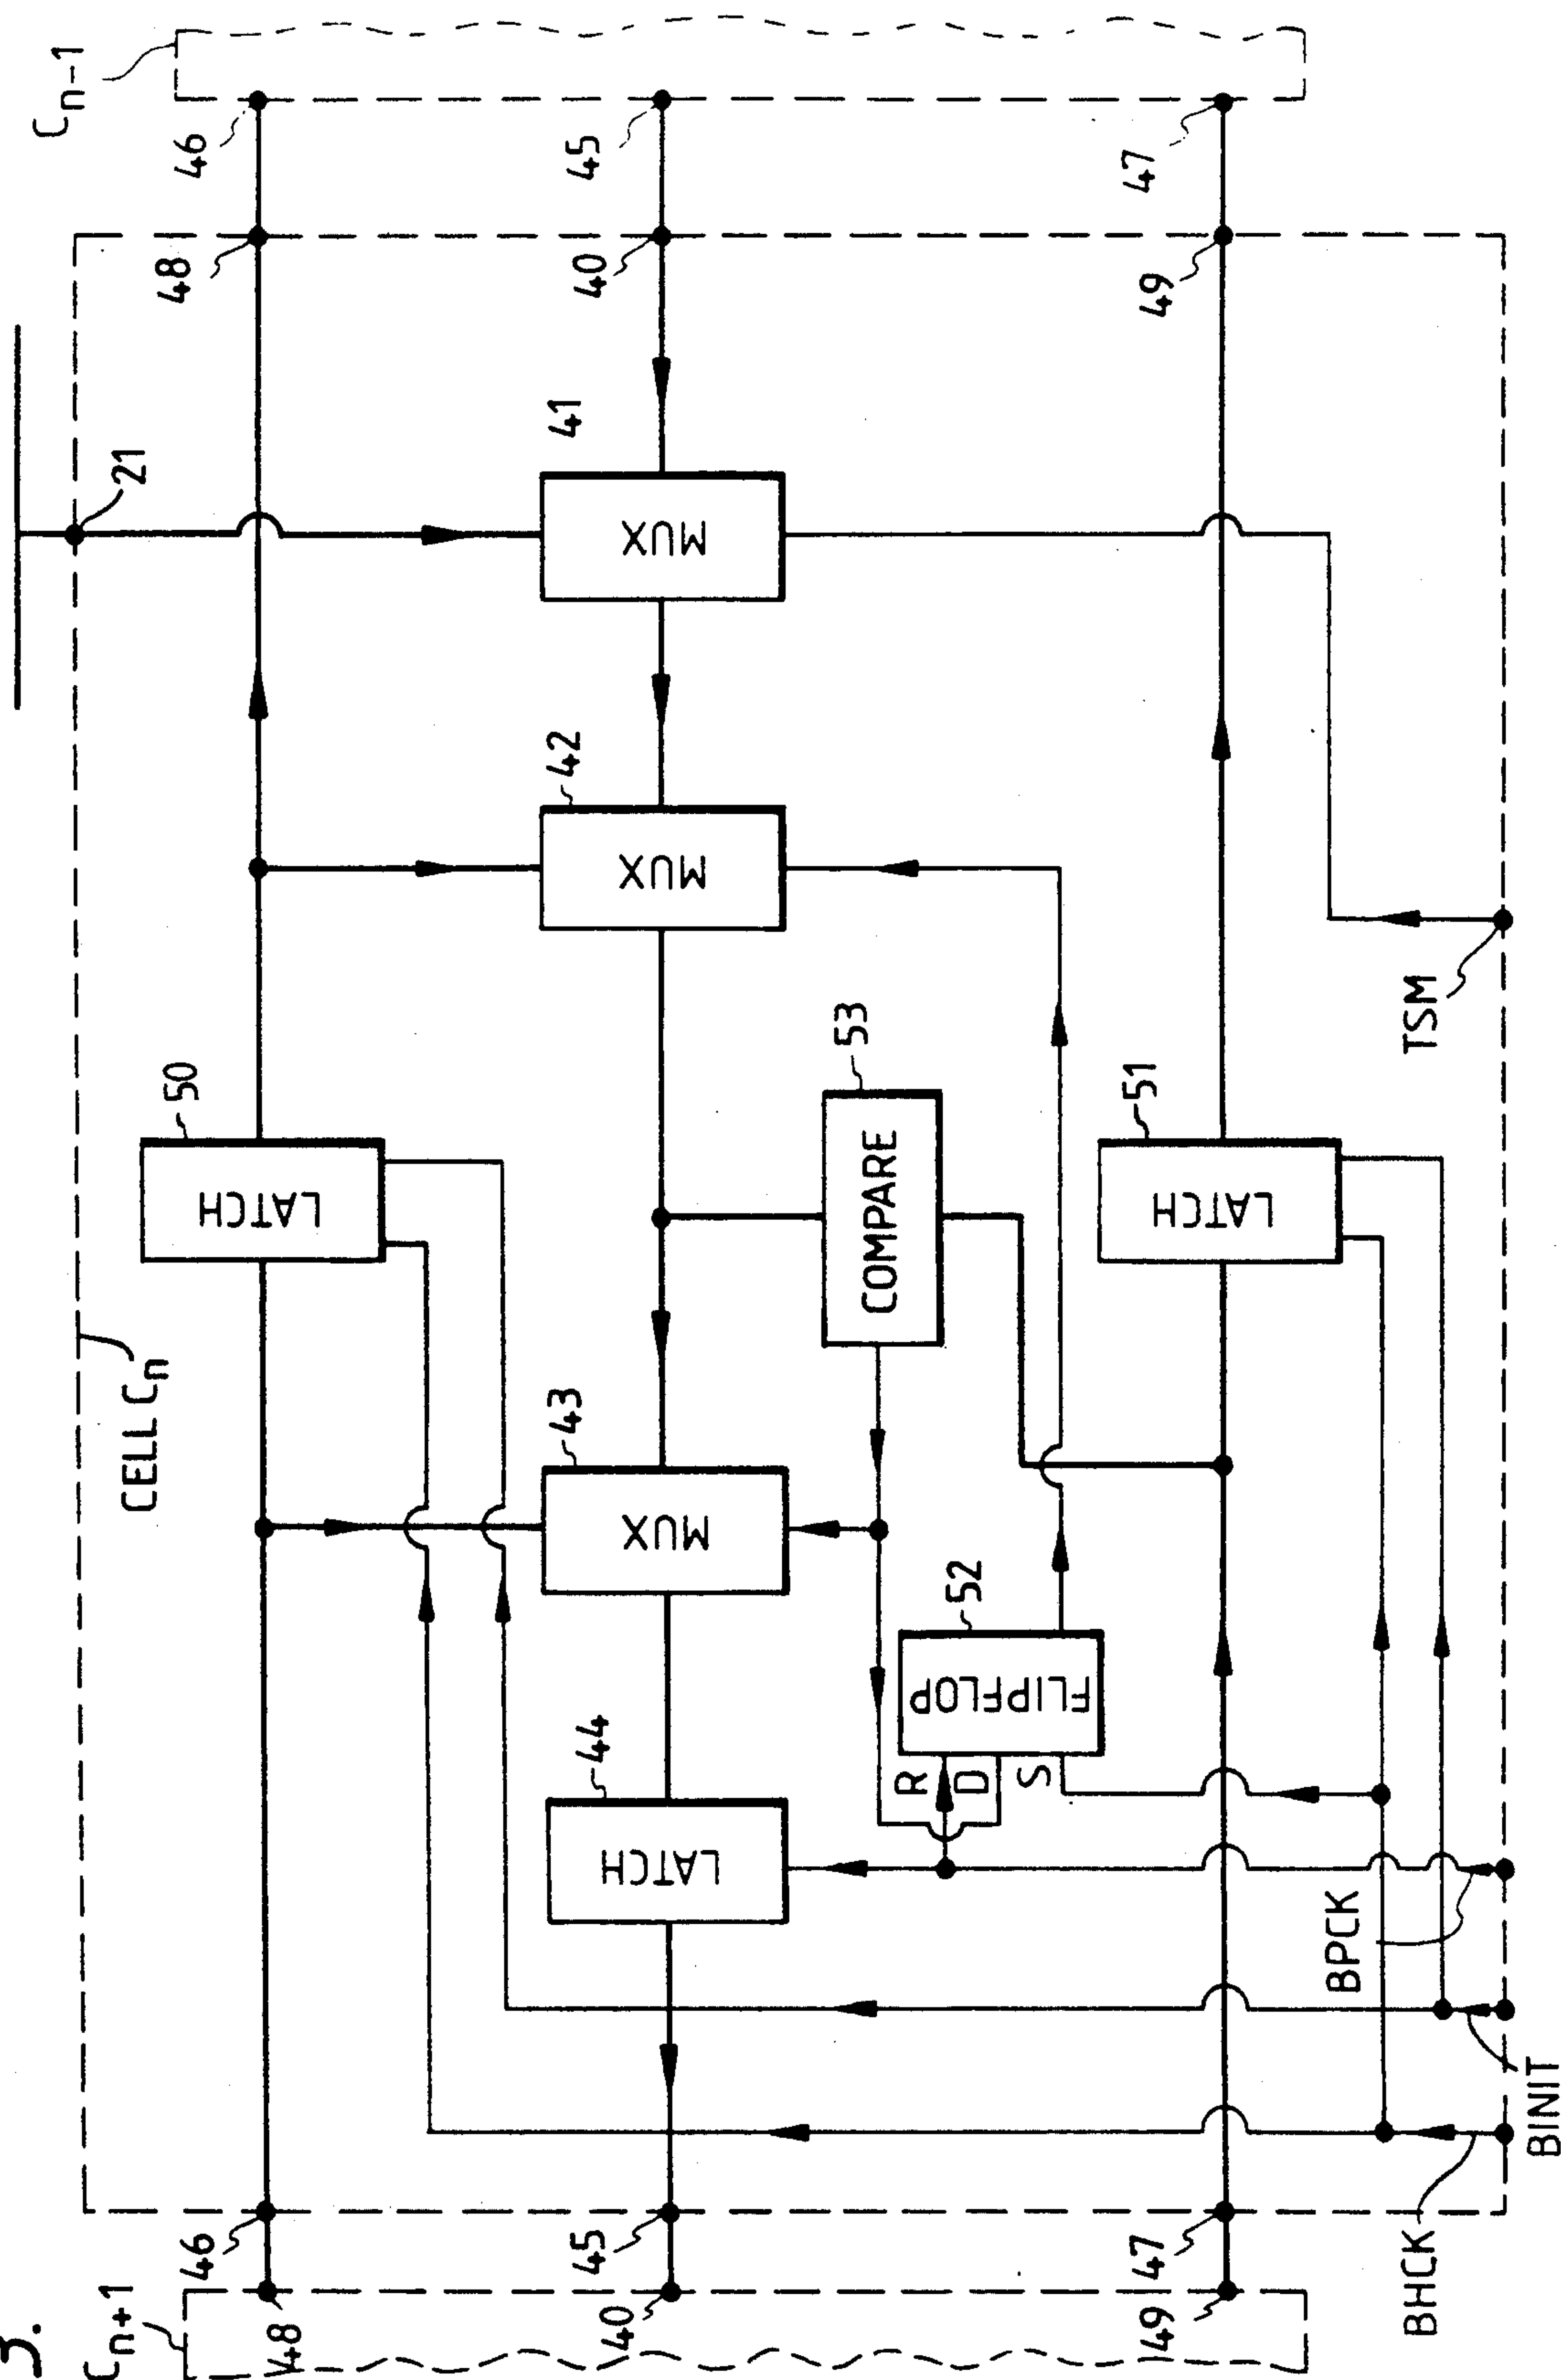 3.
Cn+1
48
40
49
46
45
47
CELL Cn
LATCH
50
MUX
43
LATCH
44
MUX
42
MUX
41
21
COMPARE
53
FLIPFLOP
52
R
D
S
LATCH
51
48
40
49
46
45
47
Cn-1
BHCK
BINIT
BPCK
TSM